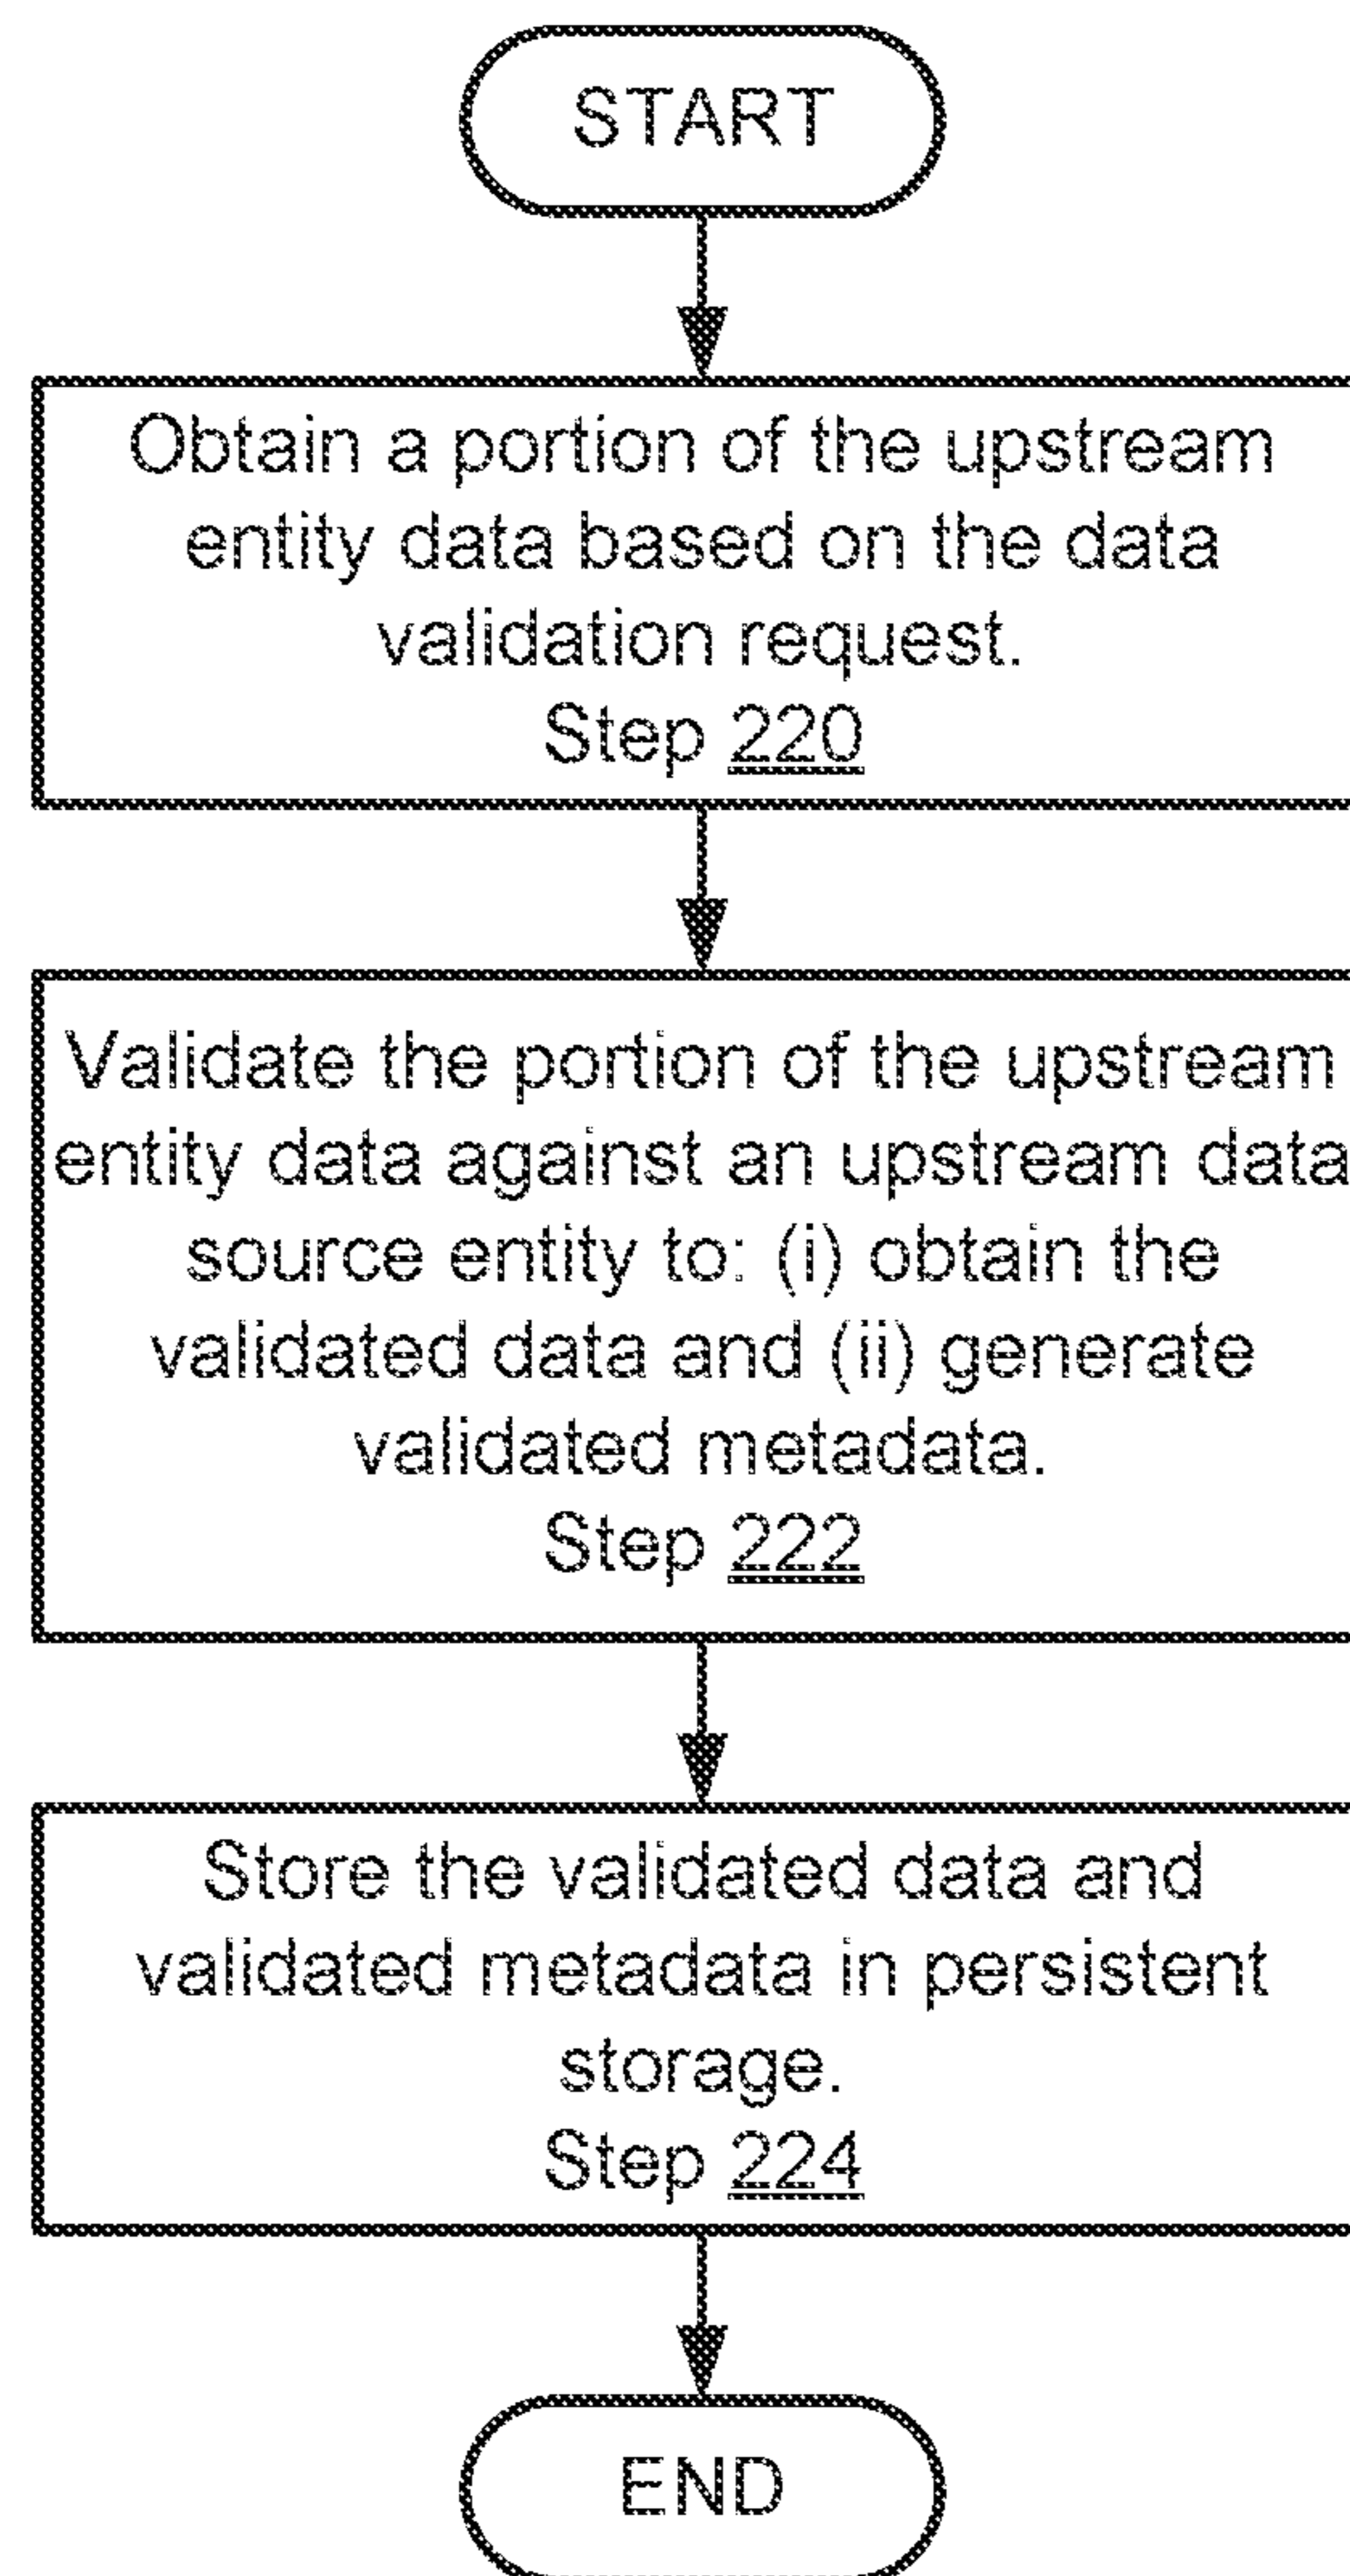 START
Obtain a portion of the upstream
entity data based on the data
validation request.
Step 220
Validate the portion of the upstream
entity data against an upstream data
source entity to: (i) obtain the
validated data and (ii) generate
validated metadata.
Step 222
Store the validated data and
validated metadata in persistent
storage.
Step 224
END